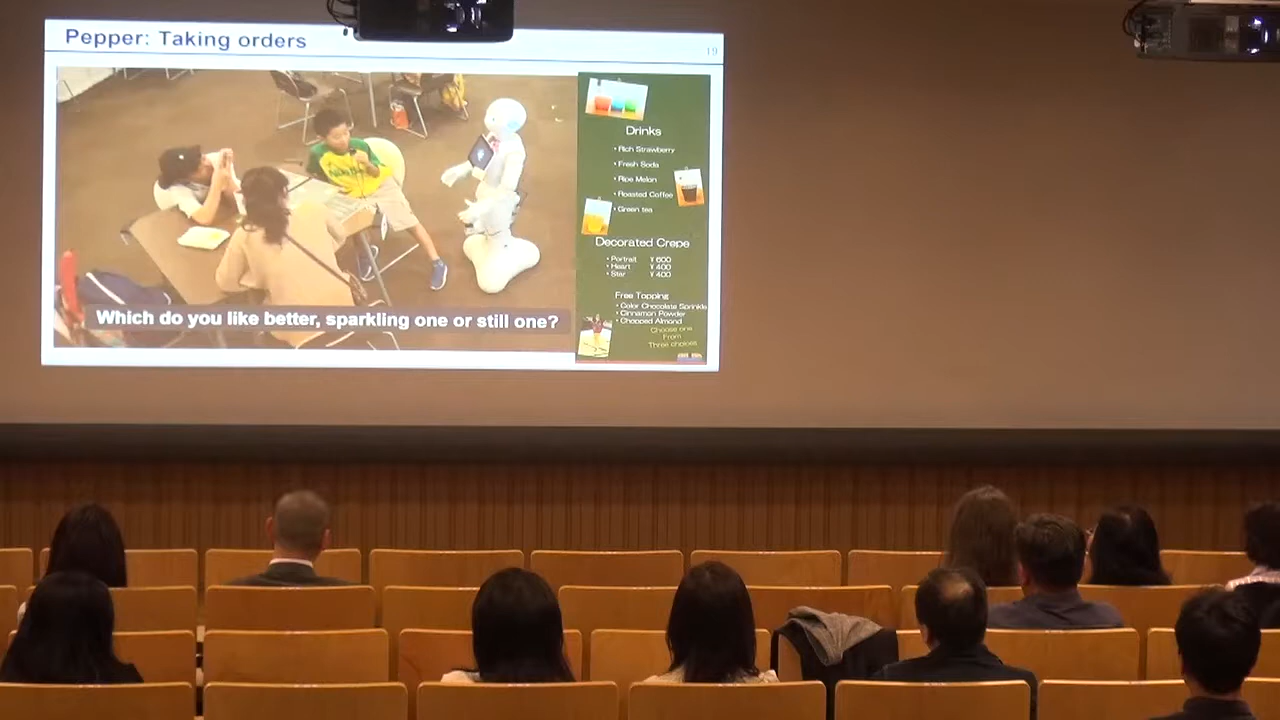 Pepper: Taking orders
19
Drinks
• Rich Strawberry
• Fresh Soda
• Ripe Melon
• Roasted Coffee
• Green tea
Decorated Crepe
• Portrait ¥600
• Heart ¥400
• Star ¥400
Free Topping
• Color Chocolate Sprinkle
• Cinnamon Powder
• Chopped Almond
Choose one
From
Three choices
Which do you like better, sparkling one or still one?